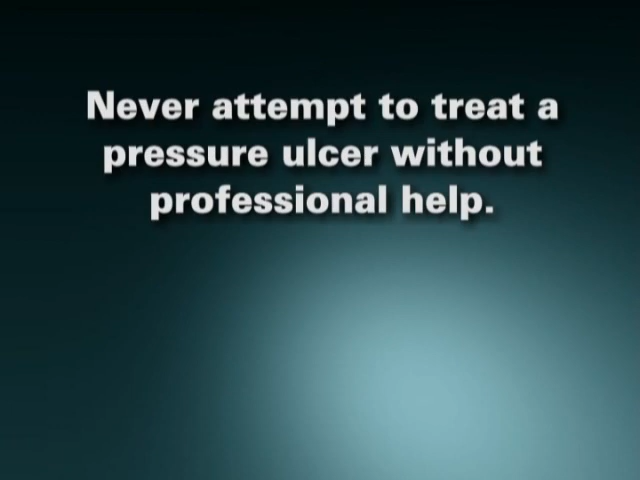 Never attempt to treat a
pressure ulcer without
professional help.